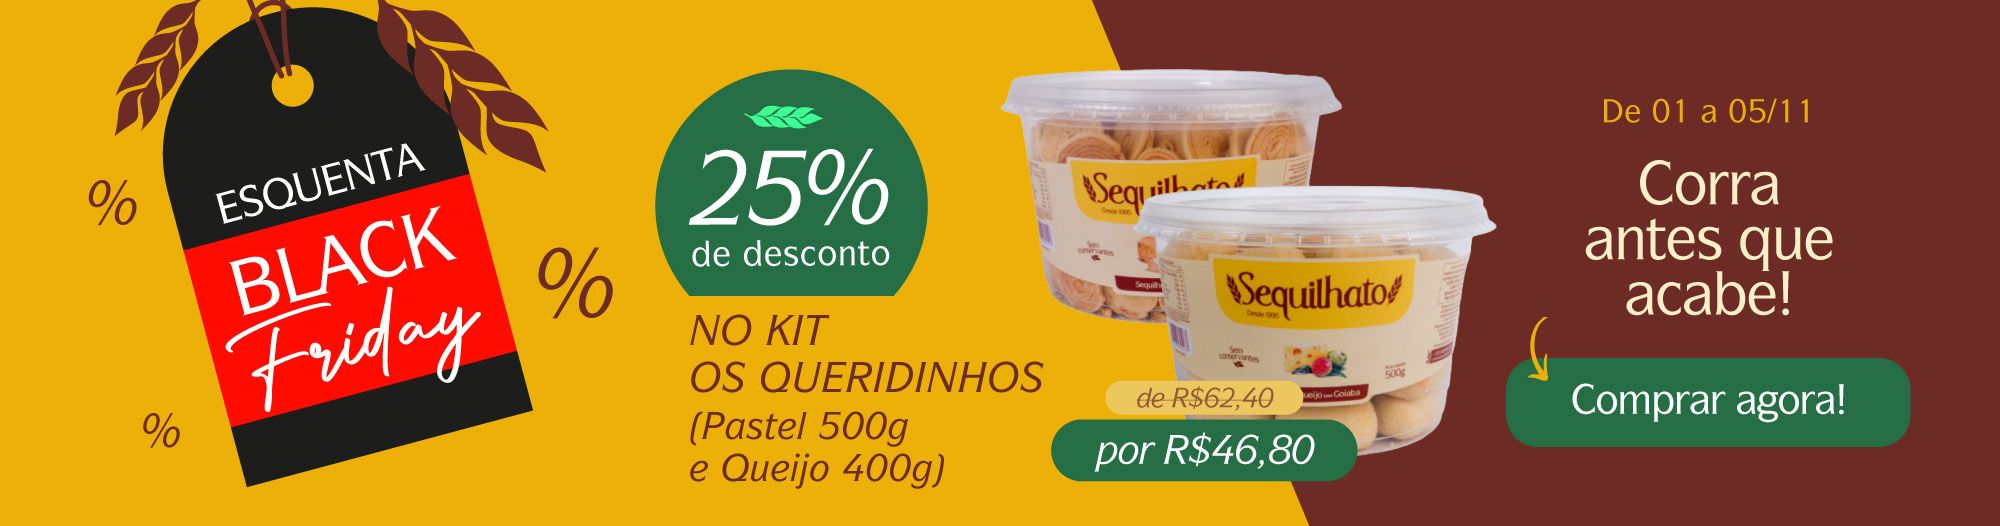 %
%
%
ESQUENTA
BLACK
Friday
25%
de desconto
NO KIT
OS QUERIDINHOS
(Pastel 500g
e Queijo 400g)
Sequilhato
Desde 1995
Sem
conservantes
Sequilhato
Desde 1995
Sem
conservantes
500g
com Goiaba
de R$62,40
por R$46,80
De 01 a 05/11
Corra
antes que
acabe!
Comprar agora!